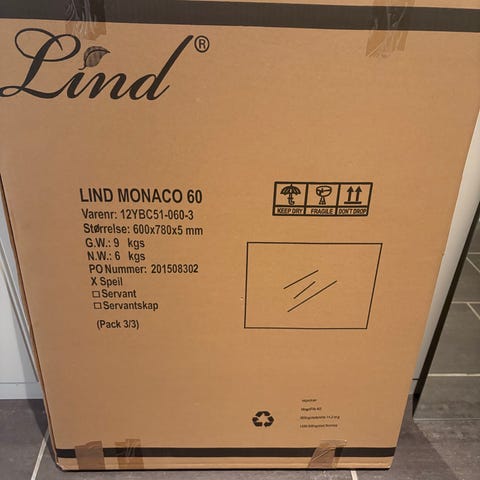 Lind®
LIND MONACO 60
Varenr: 12YBC51-060-3
Størrelse: 600x780x5 mm
G.W.: 9 kgs
N.W.: 6 kgs
PO Nummer: 201508302
X Speil
□ Servant
□ Servantskap
(Pack 3/3)
KEEP DRY FRAGILE DON'T DROP